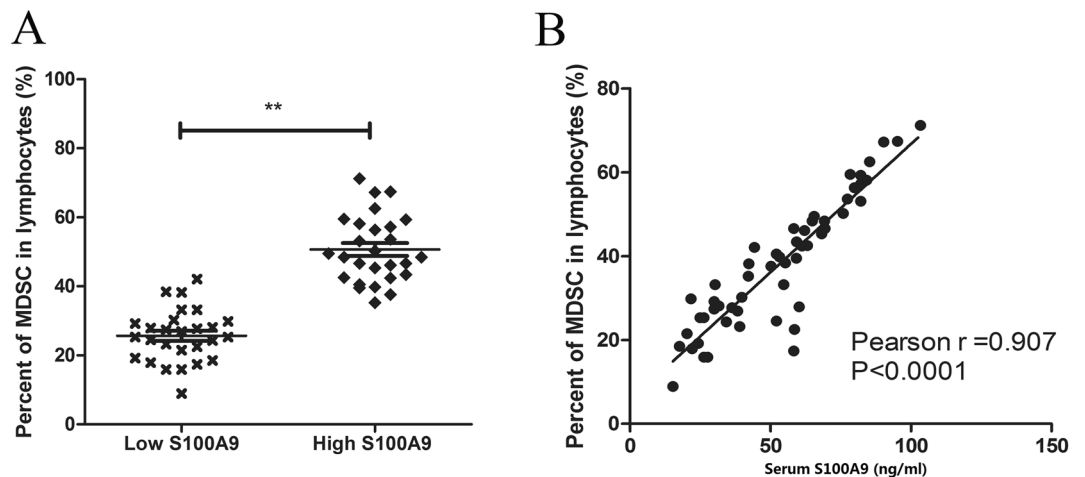 A
Percent of MDSC in lymphocytes (%)
100
80
60
40
20
0
**
Low S100A9
High S100A9
B
Percent of MDSC in lymphocytes (%)
80
60
40
20
0
Pearson r =0.907
P<0.0001
0
50
100
150
Serum S100A9 (ng/ml)